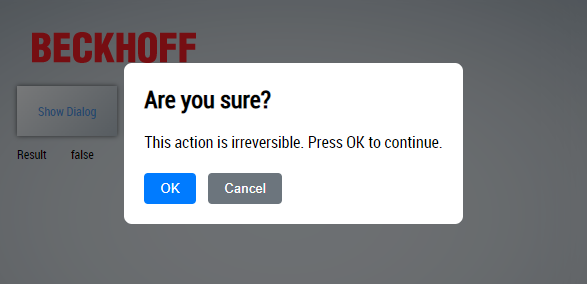 BECKHOFF
Show Dialog
Result false
Are you sure?
This action is irreversible. Press OK to continue.
OK Cancel